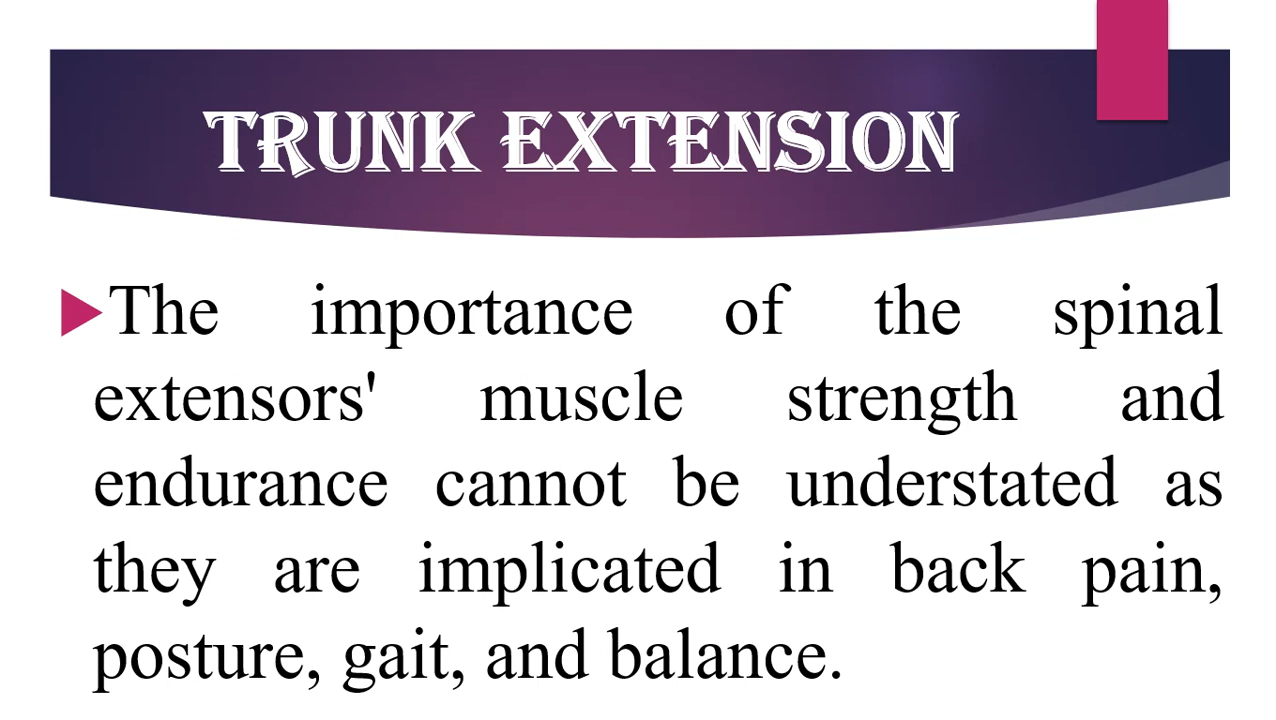 TRUNK EXTENSION
The importance of the spinal
extensors' muscle strength and
endurance cannot be understated as
they are implicated in back pain,
posture, gait, and balance.